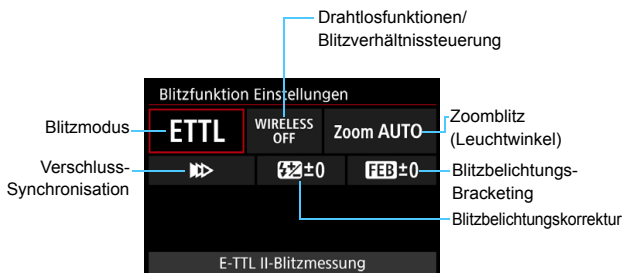 Drahtlosfunktionen/
Blitzverhältnissteuerung
Blitzfunktion Einstellungen
Blitzmodus
ETTL
WIRELESS
OFF
Zoom AUTO
Zoomblitz
(Leuchtwinkel)
Verschluss-
Synchronisation
±0
FEB±0
Blitzbelichtungs-
Bracketing
Blitzbelichtungskorrektur
E-TTL II-Blitzmessung